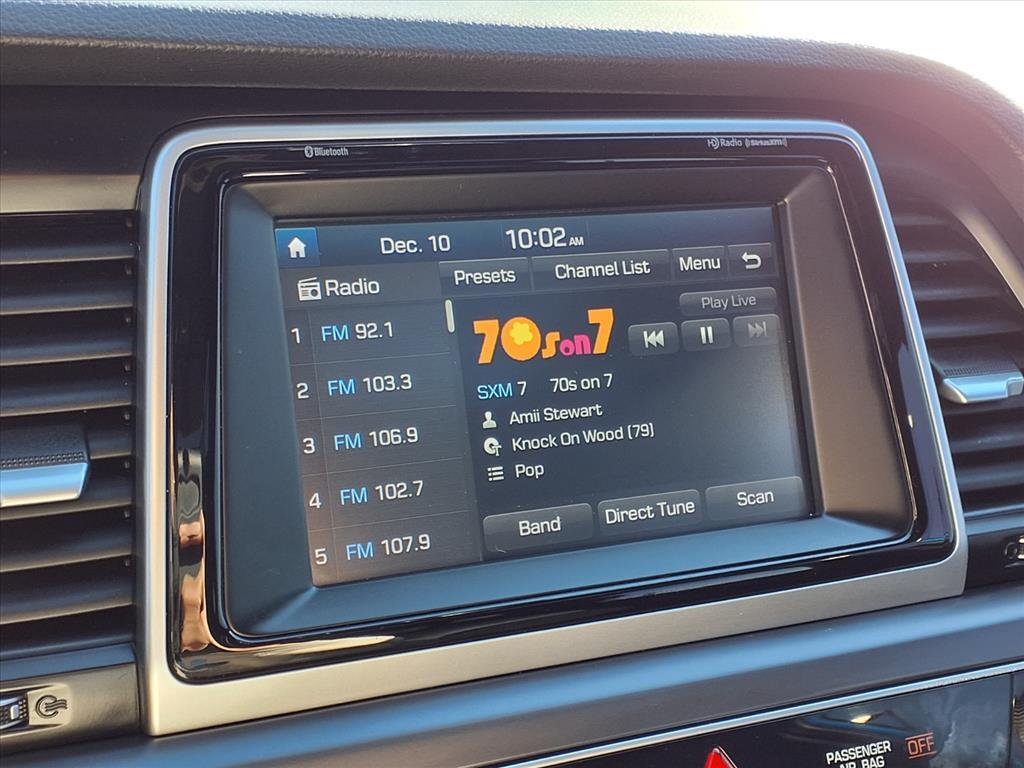 Bluetooth
HD Radio ((SiriusXM))
Dec. 10 10:02 AM
Radio Presets Channel List Menu
Play Live
1 FM 92.1
70s on 7
2 FM 103.3
SXM 7 70s on 7
Amii Stewart
3 FM 106.9
Knock On Wood (79)
Pop
4 FM 102.7
Band Direct Tune Scan
5 FM 107.9
PASSENGER OFF
AIR BAG